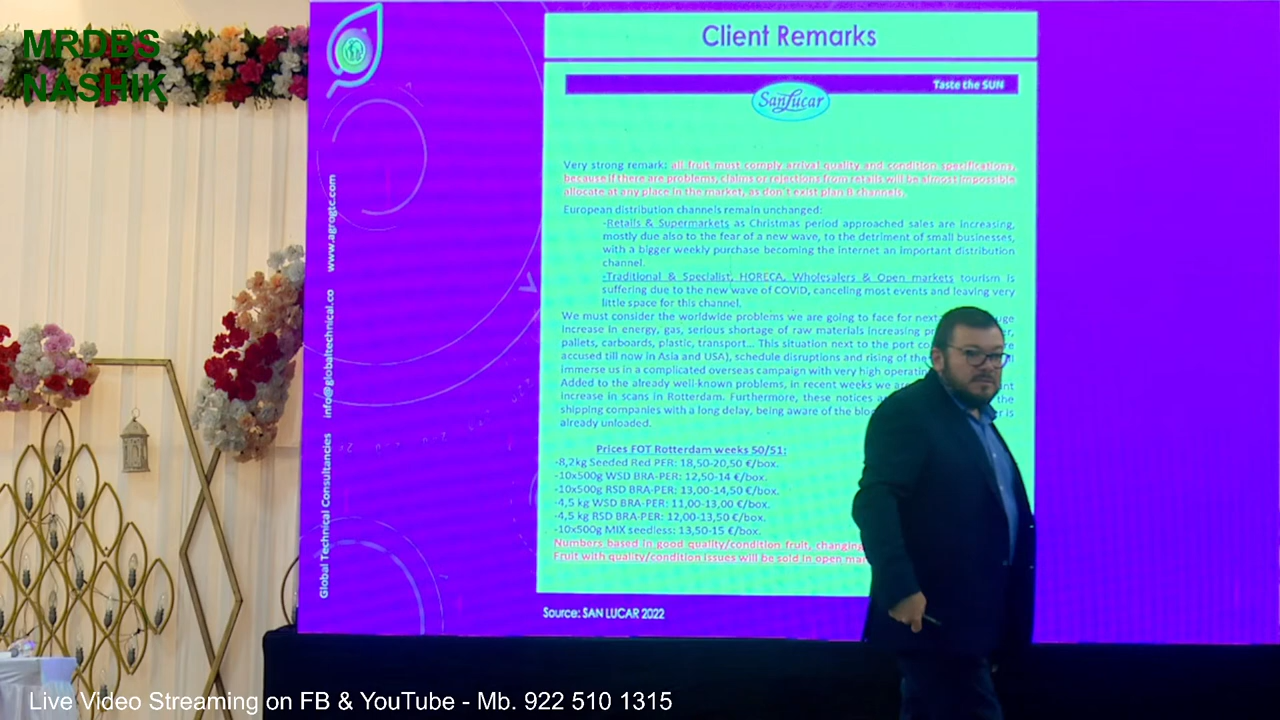 MRDBS
NASHIK
Client Remarks
Taste the SUN
SanLucar
Very strong remark: all fruit must comply arrival quality and condition specifications,
because if there are problems, claims or rejections from retails will be almost impossible
allocate at any place in the market, as don't exist plan B channels.
European distribution channels remain unchanged:
-Retails & Supermarkets as Christmas period approached sales are increasing,
mostly due also to the fear of a new wave, to the detriment of small businesses,
with a bigger weekly purchase becoming the internet an important distribution
channel.
-Traditional & Specialist, HORECA, Wholesalers & Open markets tourism is
suffering due to the new wave of COVID, canceling most events and leaving very
little space for this channel.
We must consider the worldwide problems we are going to face for next
increase in energy, gas, serious shortage of raw materials increasing
pallets, carboards, plastic, transport... This situation next to the port
accused till now in Asia and USA), schedule disruptions and rising of the
immerse us in a complicated overseas campaign with very high
Added to the already well-known problems, in recent weeks we are
increase in scans in Rotterdam. Furthermore, these notices the
shipping companies with a long delay, being aware of the is
already unloaded.
Prices FOT Rotterdam weeks 50/51:
-8,2kg Seeded Red PER: 18,50-20,50 €/box.
-10x500g WSD BRA-PER: 12,50-14 €/box.
-10x500g RSD BRA-PER: 13,00-14,50 €/box.
-4,5 kg WSD BRA-PER: 11,00-13,00 €/box.
-4,5 kg RSD BRA-PER: 12,00-13,50 €/box.
-10x500g MIX seedless: 13,50-15 €/box.
Numbers based in good quality/condition fruit, changing
Fruit with quality/condition issues will be sold in open
Source: SAN LUCAR 2022
Global Technical Consultancies info@globaltechnical.co www.agrogtc.com
Live Video Streaming on FB & YouTube - Mb. 922 510 1315